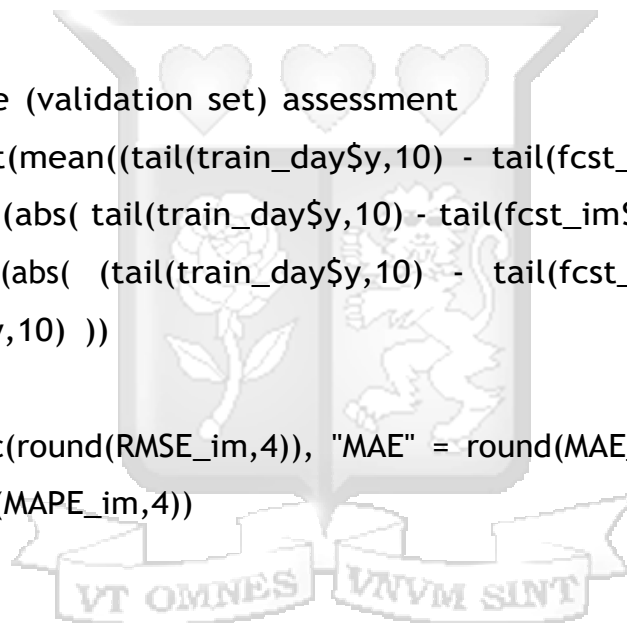 e (validation set) assessment
t(mean((tail(train_day$y,10) - tail(fcst_
(abs( tail(train_day$y,10) - tail(fcst_im$
(abs( (tail(train_day$y,10) - tail(fcst_
y,10) ))
c(round(RMSE_im,4)), "MAE" = round(MAE_
(MAPE_im,4))
VT OMNES VNVM SINT